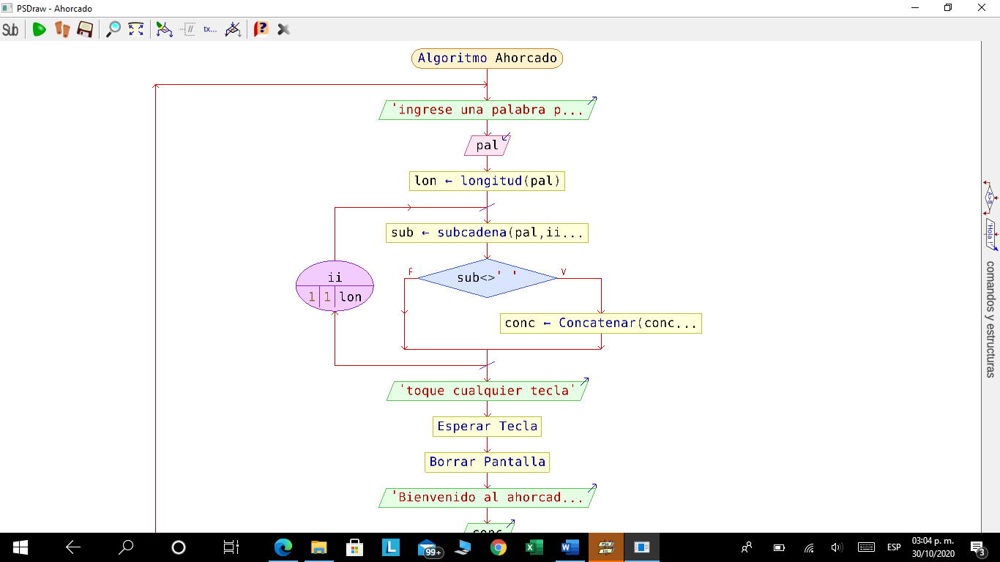 PSDraw - Ahorcado
Sub
tx...
Algoritmo Ahorcado
'ingrese una palabra p...
pal
lon ← longitud(pal)
sub ← subcadena(pal,ii...
ii
1 1 lon
F
sub<>' '
V
conc ← Concatenar(conc...
'toque cualquier tecla'
Esperar Tecla
Borrar Pantalla
'Bienvenido al ahorcad...
conc
A>B
'Hola !'
comandos y estructuras
99+
ESP
03:04 p. m.
30/10/2020
3